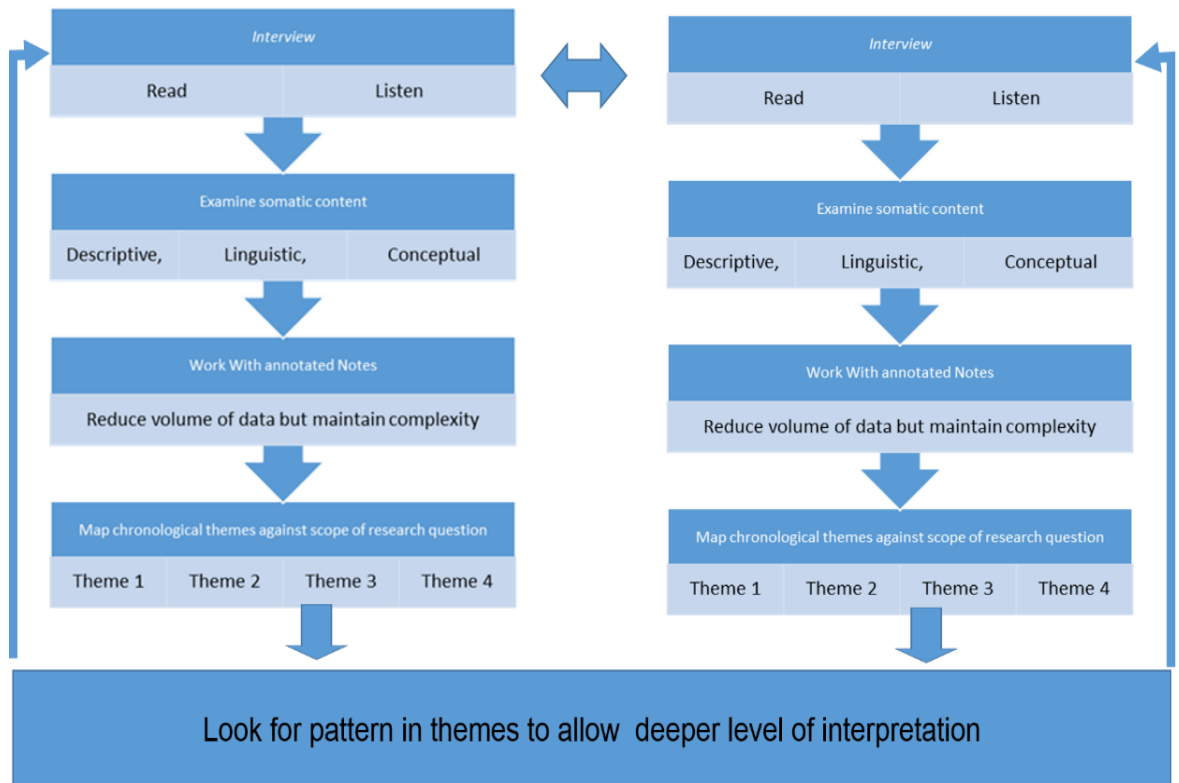 Interview
Read Listen
Examine somatic content
Descriptive, Linguistic, Conceptual
Work With annotated Notes
Reduce volume of data but maintain complexity
Map chronological themes against scope of research question
Theme 1 Theme 2 Theme 3 Theme 4
Interview
Read Listen
Examine somatic content
Descriptive, Linguistic, Conceptual
Work With annotated Notes
Reduce volume of data but maintain complexity
Map chronological themes against scope of research question
Theme 1 Theme 2 Theme 3 Theme 4
Look for pattern in themes to allow deeper level of interpretation